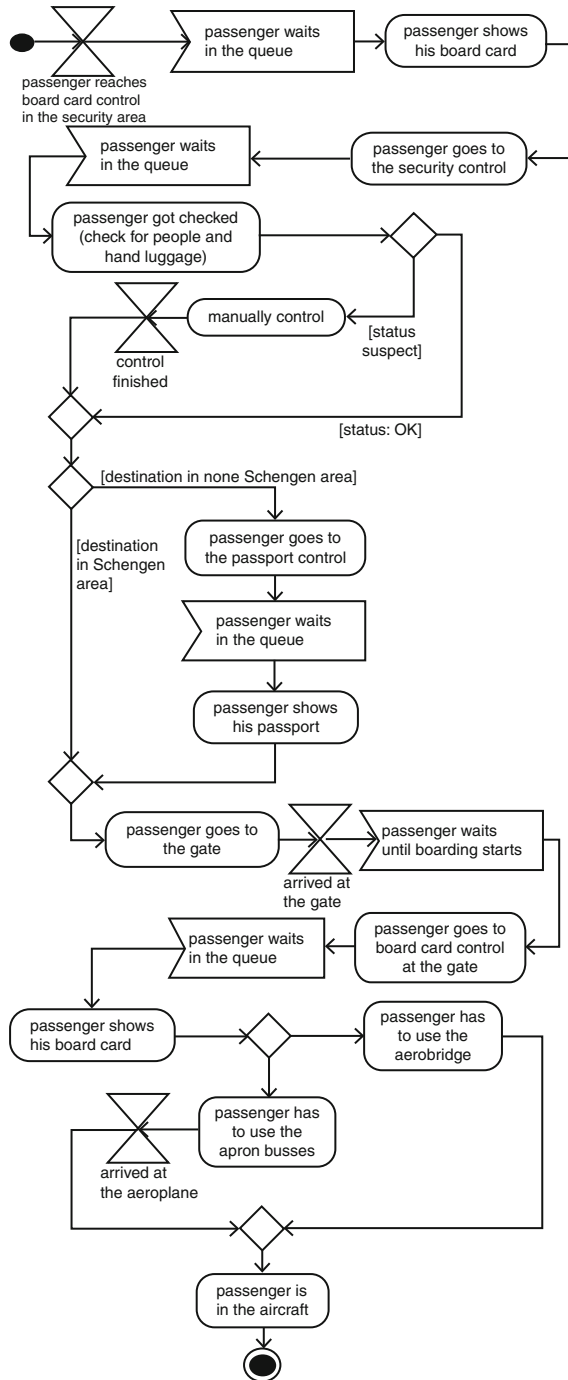 passenger waits
in the queue
passenger shows
his board card
passenger reaches
board card control
in the security area
passenger waits
in the queue
passenger goes to
the security control
passenger got checked
(check for people and
hand luggage)
manually control
[status
suspect]
control
finished
[status: OK]
[destination in none Schengen area]
[destination
in Schengen
area]
passenger goes to
the passport control
passenger waits
in the queue
passenger shows
his passport
passenger goes to
the gate
arrived at
the gate
passenger waits
until boarding starts
passenger waits
in the queue
passenger goes to
board card control
at the gate
passenger shows
his board card
passenger has
to use the
aerobridge
passenger has
to use the
apron busses
arrived at
the aeroplane
passenger is
in the aircraft